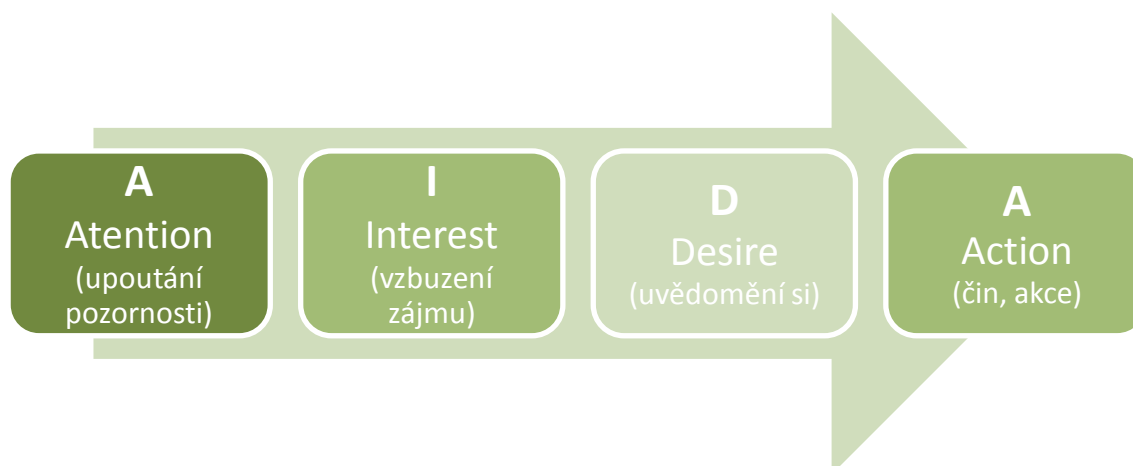 A
Atention
(upoutání
pozornosti)
I
Interest
(vzbuzení
zájmu)
D
Desire
(uvědomění si)
A
Action
(čin, akce)